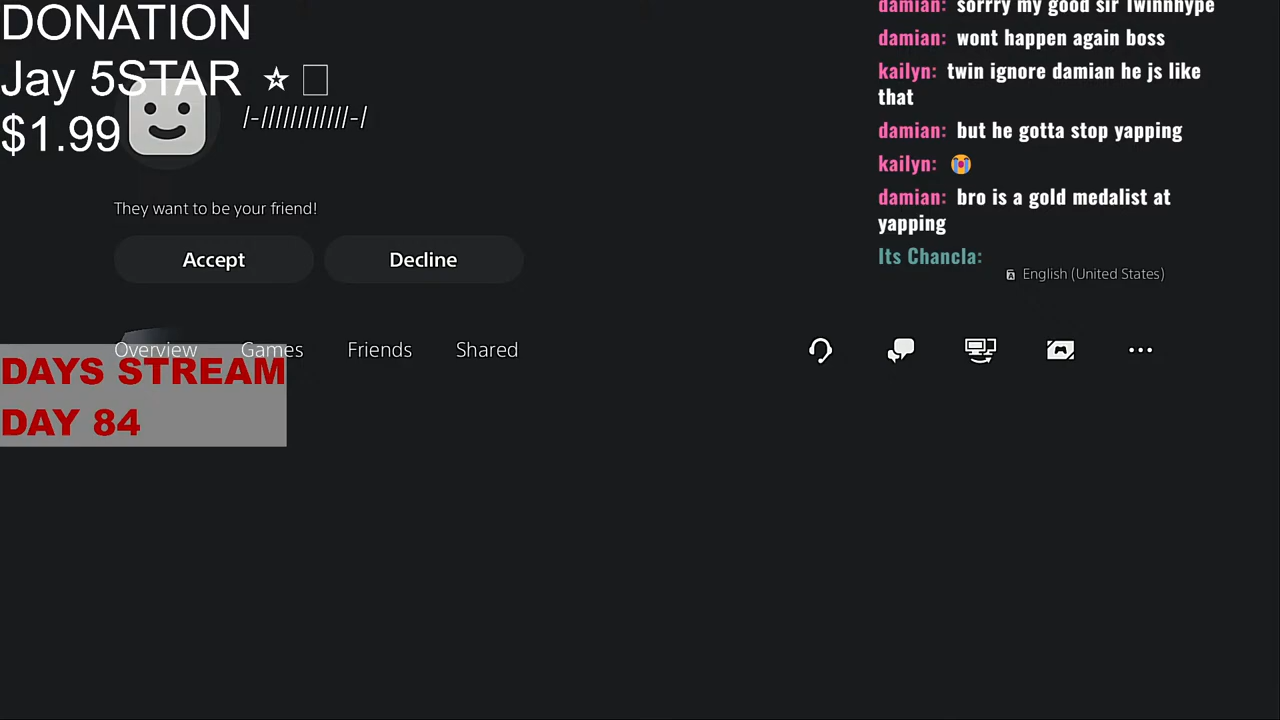 DONATION
Jay 5STAR ☆
$1.99
/-////////////-/
They want to be your friend!
Accept
Decline
Overview
Games
Friends
Shared
DAYS STREAM
DAY 84
damian: sorrry my good sir Twinnhype
damian: wont happen again boss
kailyn: twin ignore damian he js like
that
damian: but he gotta stop yapping
kailyn: 😭
damian: bro is a gold medalist at
yapping
Its Chancla:
English (United States)